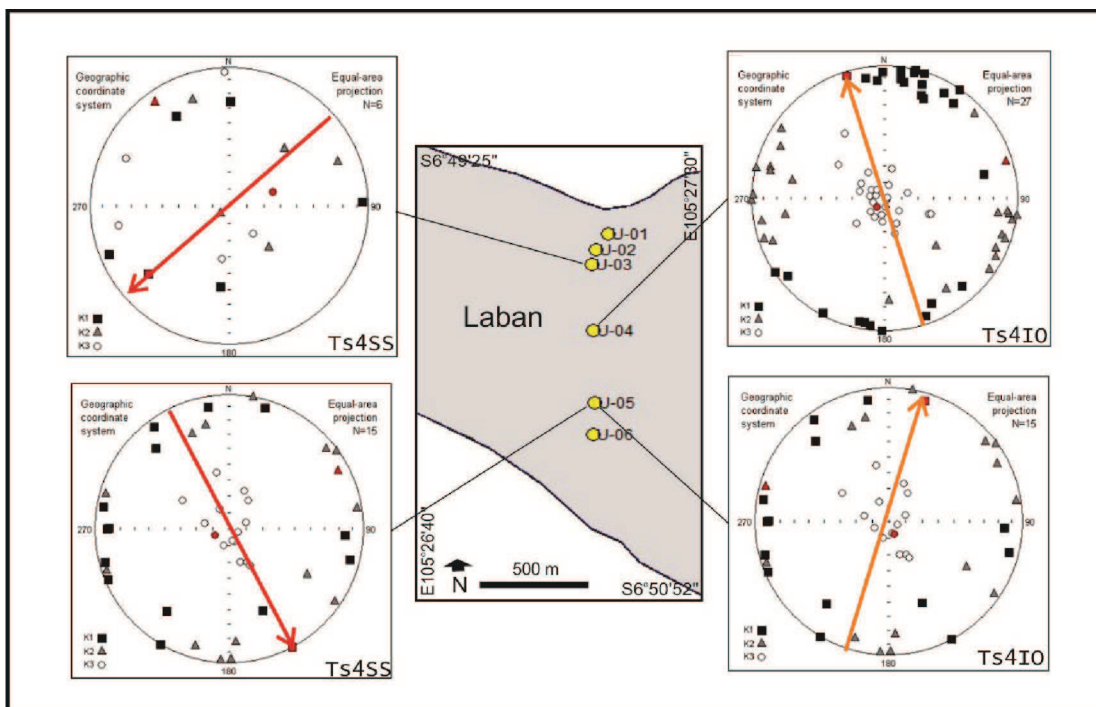 Geographic
coordinate
system
N
Equal-area
projection
N=6
270
90
180
K1
K2
K3
Ts4SS
Geographic
coordinate
system
N
Equal-area
projection
N=27
270
90
180
K1
K2
K3
Ts4IO
S6°49'25"
E105°27'30"
U-01
U-02
U-03
Laban
U-04
U-05
U-06
E105°26'40"
N
500 m
S6°50'52"
Geographic
coordinate
system
N
Equal-area
projection
N=15
270
90
180
K1
K2
K3
Ts4SS
Geographic
coordinate
system
N
Equal-area
projection
N=15
270
90
180
K1
K2
K3
Ts4IO